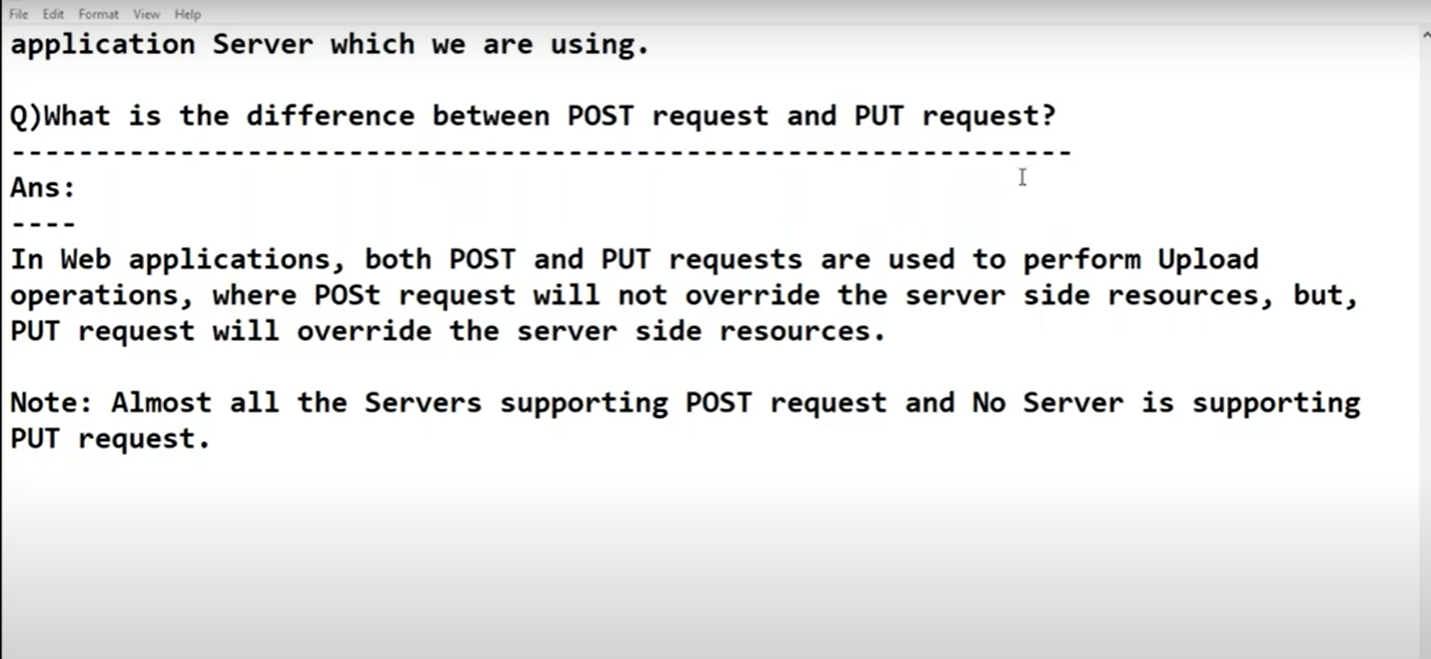 File Edit Format View Help
application Server which we are using.
Q)What is the difference between POST request and PUT request?
---------------------------------------------------------------
Ans:
----
In Web applications, both POST and PUT requests are used to perform Upload
operations, where POSt request will not override the server side resources, but,
PUT request will override the server side resources.
Note: Almost all the Servers supporting POST request and No Server is supporting
PUT request.